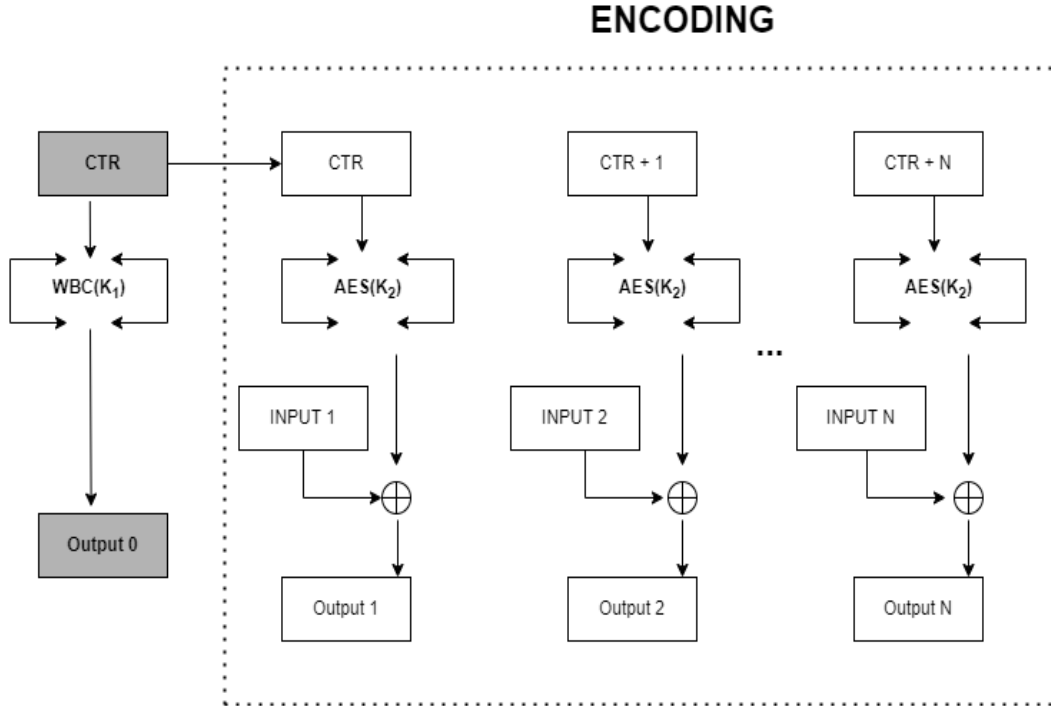 ENCODING
CTR
CTR
CTR + 1
CTR + N
WBC(K₁)
AES(K₂)
AES(K₂)
AES(K₂)
...
INPUT 1
INPUT 2
INPUT N
Output 0
Output 1
Output 2
Output N